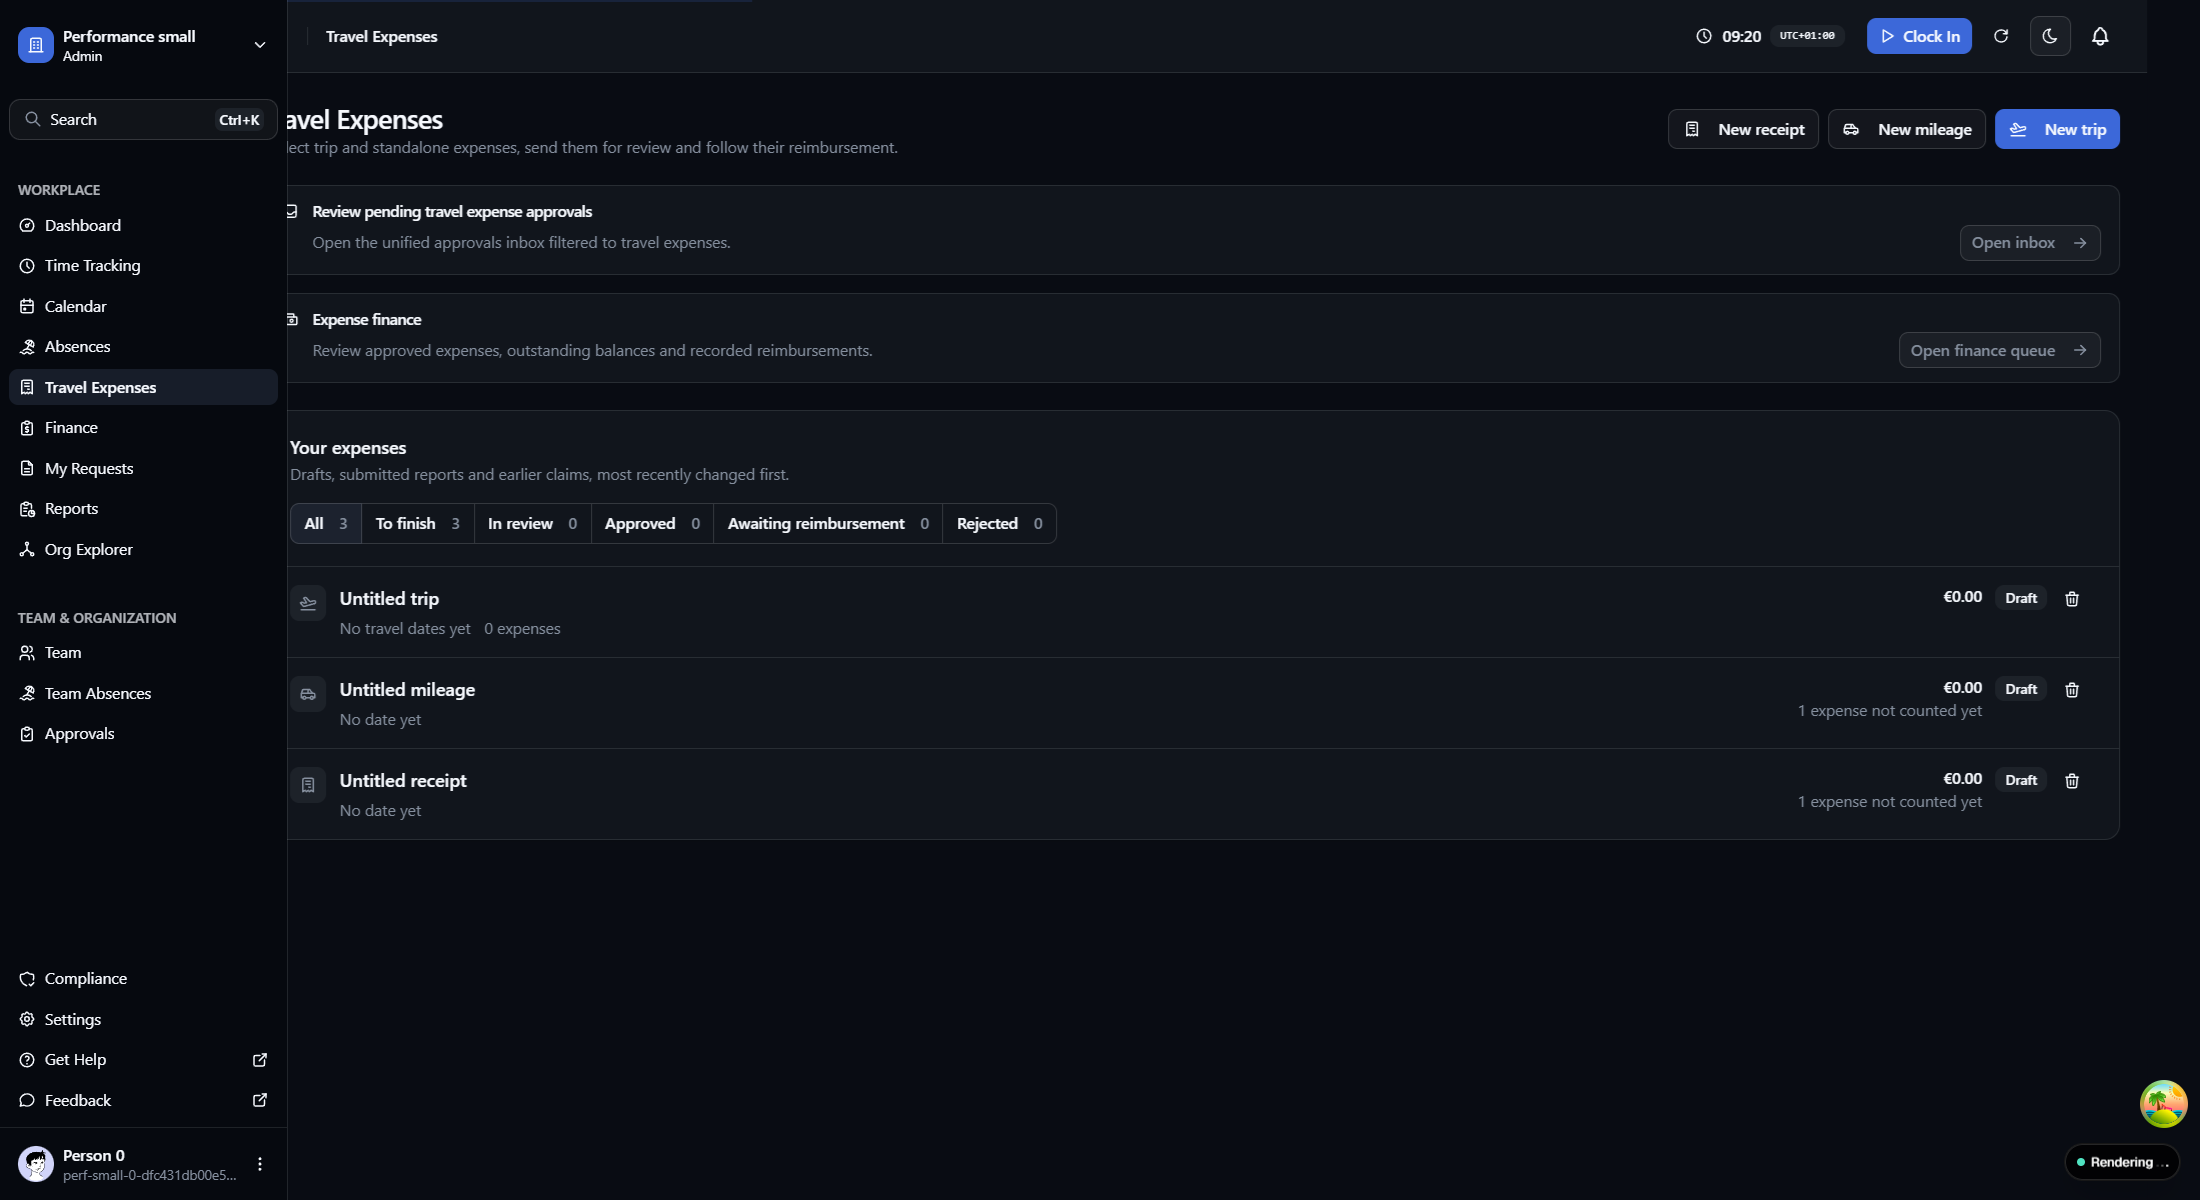 Performance small
Admin
Search
Ctrl+K
WORKPLACE
Dashboard
Time Tracking
Calendar
Absences
Travel Expenses
Finance
My Requests
Reports
Org Explorer
TEAM & ORGANIZATION
Team
Team Absences
Approvals
Compliance
Settings
Get Help
Feedback
Person 0
perf-small-0-dfc431db00e5...
Travel Expenses
09:20
UTC+01:00
Clock In
avel Expenses
lect trip and standalone expenses, send them for review and follow their reimbursement.
New receipt
New mileage
New trip
Review pending travel expense approvals
Open the unified approvals inbox filtered to travel expenses.
Open inbox
Expense finance
Review approved expenses, outstanding balances and recorded reimbursements.
Open finance queue
Your expenses
Drafts, submitted reports and earlier claims, most recently changed first.
All 3 To finish 3 In review 0 Approved 0 Awaiting reimbursement 0 Rejected 0
Untitled trip
No travel dates yet 0 expenses
€0.00 Draft
Untitled mileage
No date yet
€0.00 Draft
1 expense not counted yet
Untitled receipt
No date yet
€0.00 Draft
1 expense not counted yet
Rendering ...